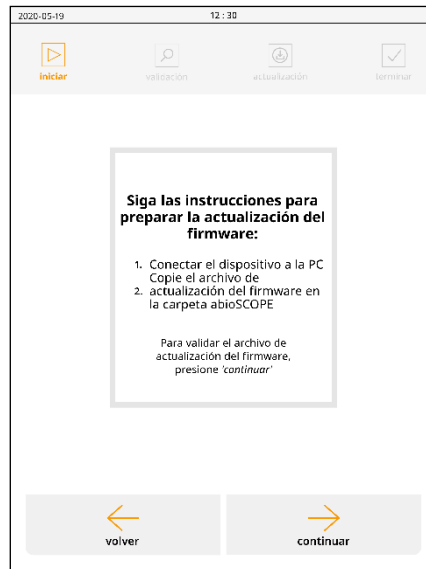 2020-05-19 12:30
iniciar validación actualización terminar
Siga las instrucciones para
preparar la actualización del
firmware:
1. Conectar el dispositivo a la PC
Copie el archivo de
2. actualización del firmware en
la carpeta abioSCOPE
Para validar el archivo de
actualización del firmware,
presione 'continuar'
volver continuar